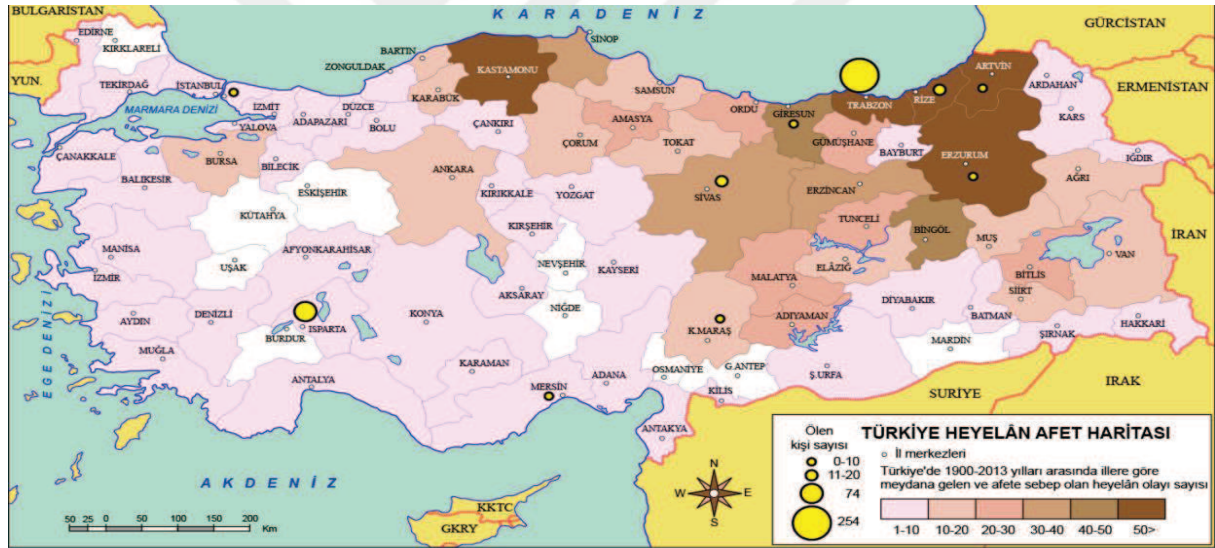 BULGARİSTAN
KARADENİZ
GÜRCİSTAN
EDİRNE
KIRKLARELİ
SİNOP
BARTIN
ZONGULDAK
KASTAMONU
ARTVİN
YUN.
TEKİRDAĞ
İSTANBUL
KARABÜK
SAMSUN
TRABZON
RİZE
ARDAHAN
ERMENİSTAN
MARMARA DENİZİ
İZMİT
DÜZCE
ORDU
GİRESUN
KARS
YALOVA
ADAPAZARI
BOLU
ÇANKIRI
AMASYA
GÜMÜŞHANE
ÇANAKKALE
BURSA
BİLECİK
ÇORUM
TOKAT
BAYBURT
ERZURUM
IĞDIR
BALIKESİR
ESKİŞEHİR
ANKARA
KIRIKKALE
YOZGAT
SİVAS
ERZİNCAN
AĞRI
KÜTAHYA
KIRŞEHİR
TUNCELİ
BİNGÖL
MUŞ
İRAN
MANİSA
AFYONKARAHİSAR
UŞAK
NEVŞEHİR
KAYSERİ
ELÂZIĞ
VAN
İZMİR
AKSARAY
MALATYA
BİTLİS
SİİRT
EGE DENİZİ
AYDIN
DENİZLİ
ISPARTA
KONYA
NİĞDE
DİYABAKIR
BATMAN
BURDUR
K.MARAŞ
ADIYAMAN
ŞIRNAK
HAKKARİ
MUĞLA
MARDİN
ANTALYA
KARAMAN
OSMANİYE
G.ANTEP
Ş.URFA
MERSİN
ADANA
KİLİS
SURİYE
IRAK
ANTAKYA
AKDENİZ
KKTC
GKRY
N
W
E
S
50 25 0 50 100 150 200
Km
Ölen
kişi sayısı
0-10
11-20
74
254
TÜRKİYE HEYELÂN AFET HARİTASI
İl merkezleri
Türkiye'de 1900-2013 yılları arasında illere göre
meydana gelen ve afete sebep olan heyelân olayı sayısı
1-10 10-20 20-30 30-40 40-50 50>